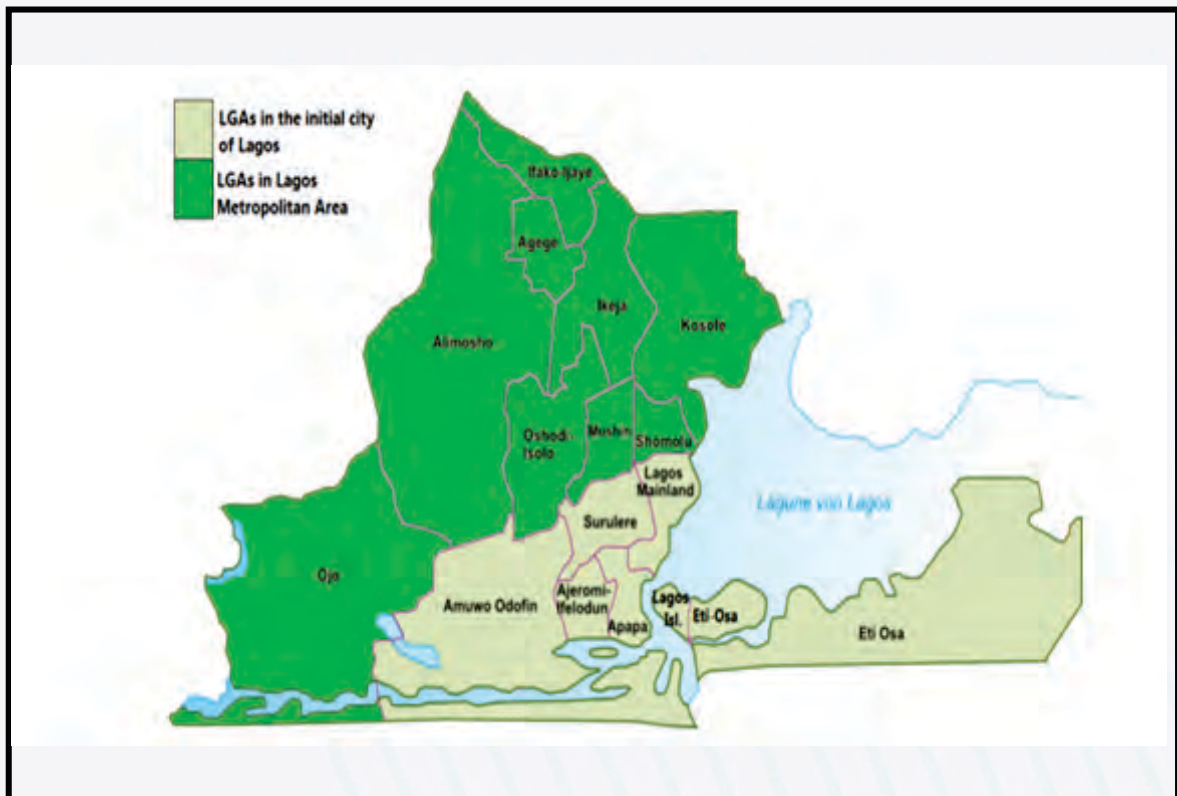 LGAs in the initial city
of Lagos
LGAs in Lagos
Metropolitan Area
Ifako Ijaye
Agege
Ikeja
Kosofe
Alimosho
Oshodi-
Isolo
Mushin
Shomolu
Lagos
Mainland
Surulere
Lagune von Lagos
Ojo
Amuwo Odofin
Ajeromi-
Ifelodun
Apapa
Lagos
Isl.
Eti-Osa
Eti Osa